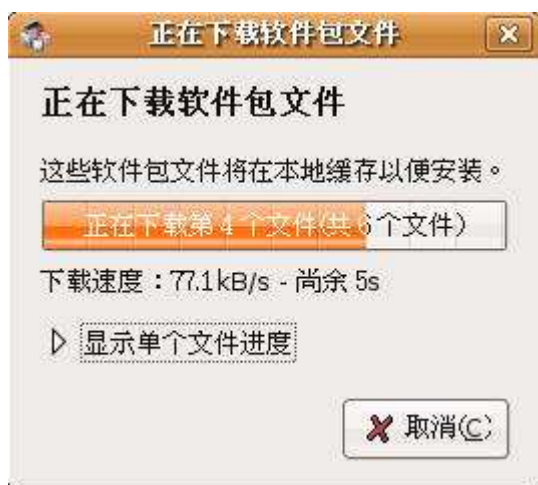 正在下载软件包文件
正在下载软件包文件
这些软件包文件将在本地缓存以便安装。
正在下载第 4 个文件(共 6 个文件)
下载速度：77.1kB/s - 尚余 5s
显示单个文件进度
取消(C)